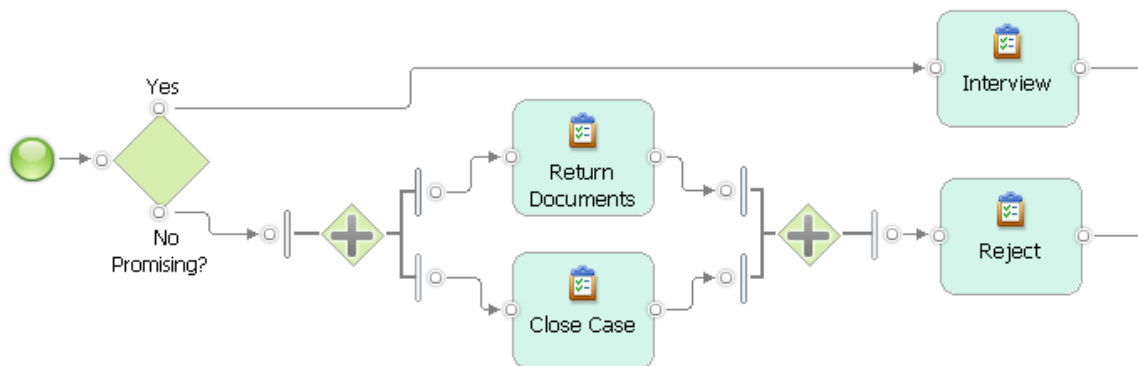 Yes
Interview
Return
Documents
No
Promising?
Reject
Close Case